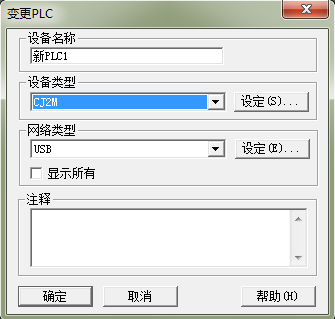 变更PLC
设备名称
新PLC1
设备类型
CJ2M
设定(S)...
网络类型
USB
设定(E)...
显示所有
注释
确定
取消
帮助(H)